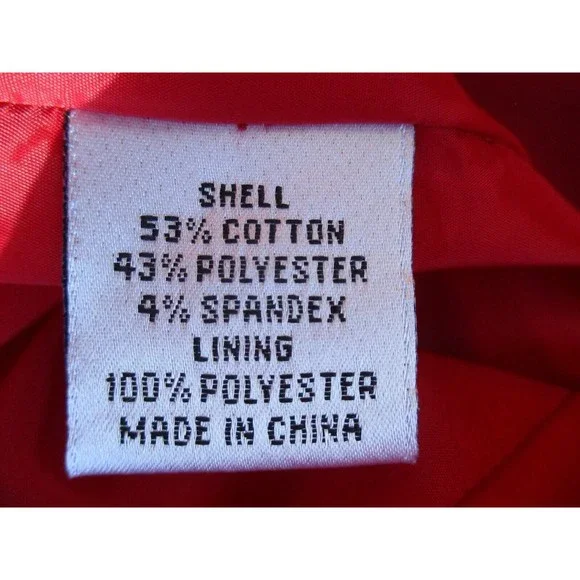 SHELL
53% COTTON
43% POLYESTER
4% SPANDEX
LINING
100% POLYESTER
MADE IN CHINA